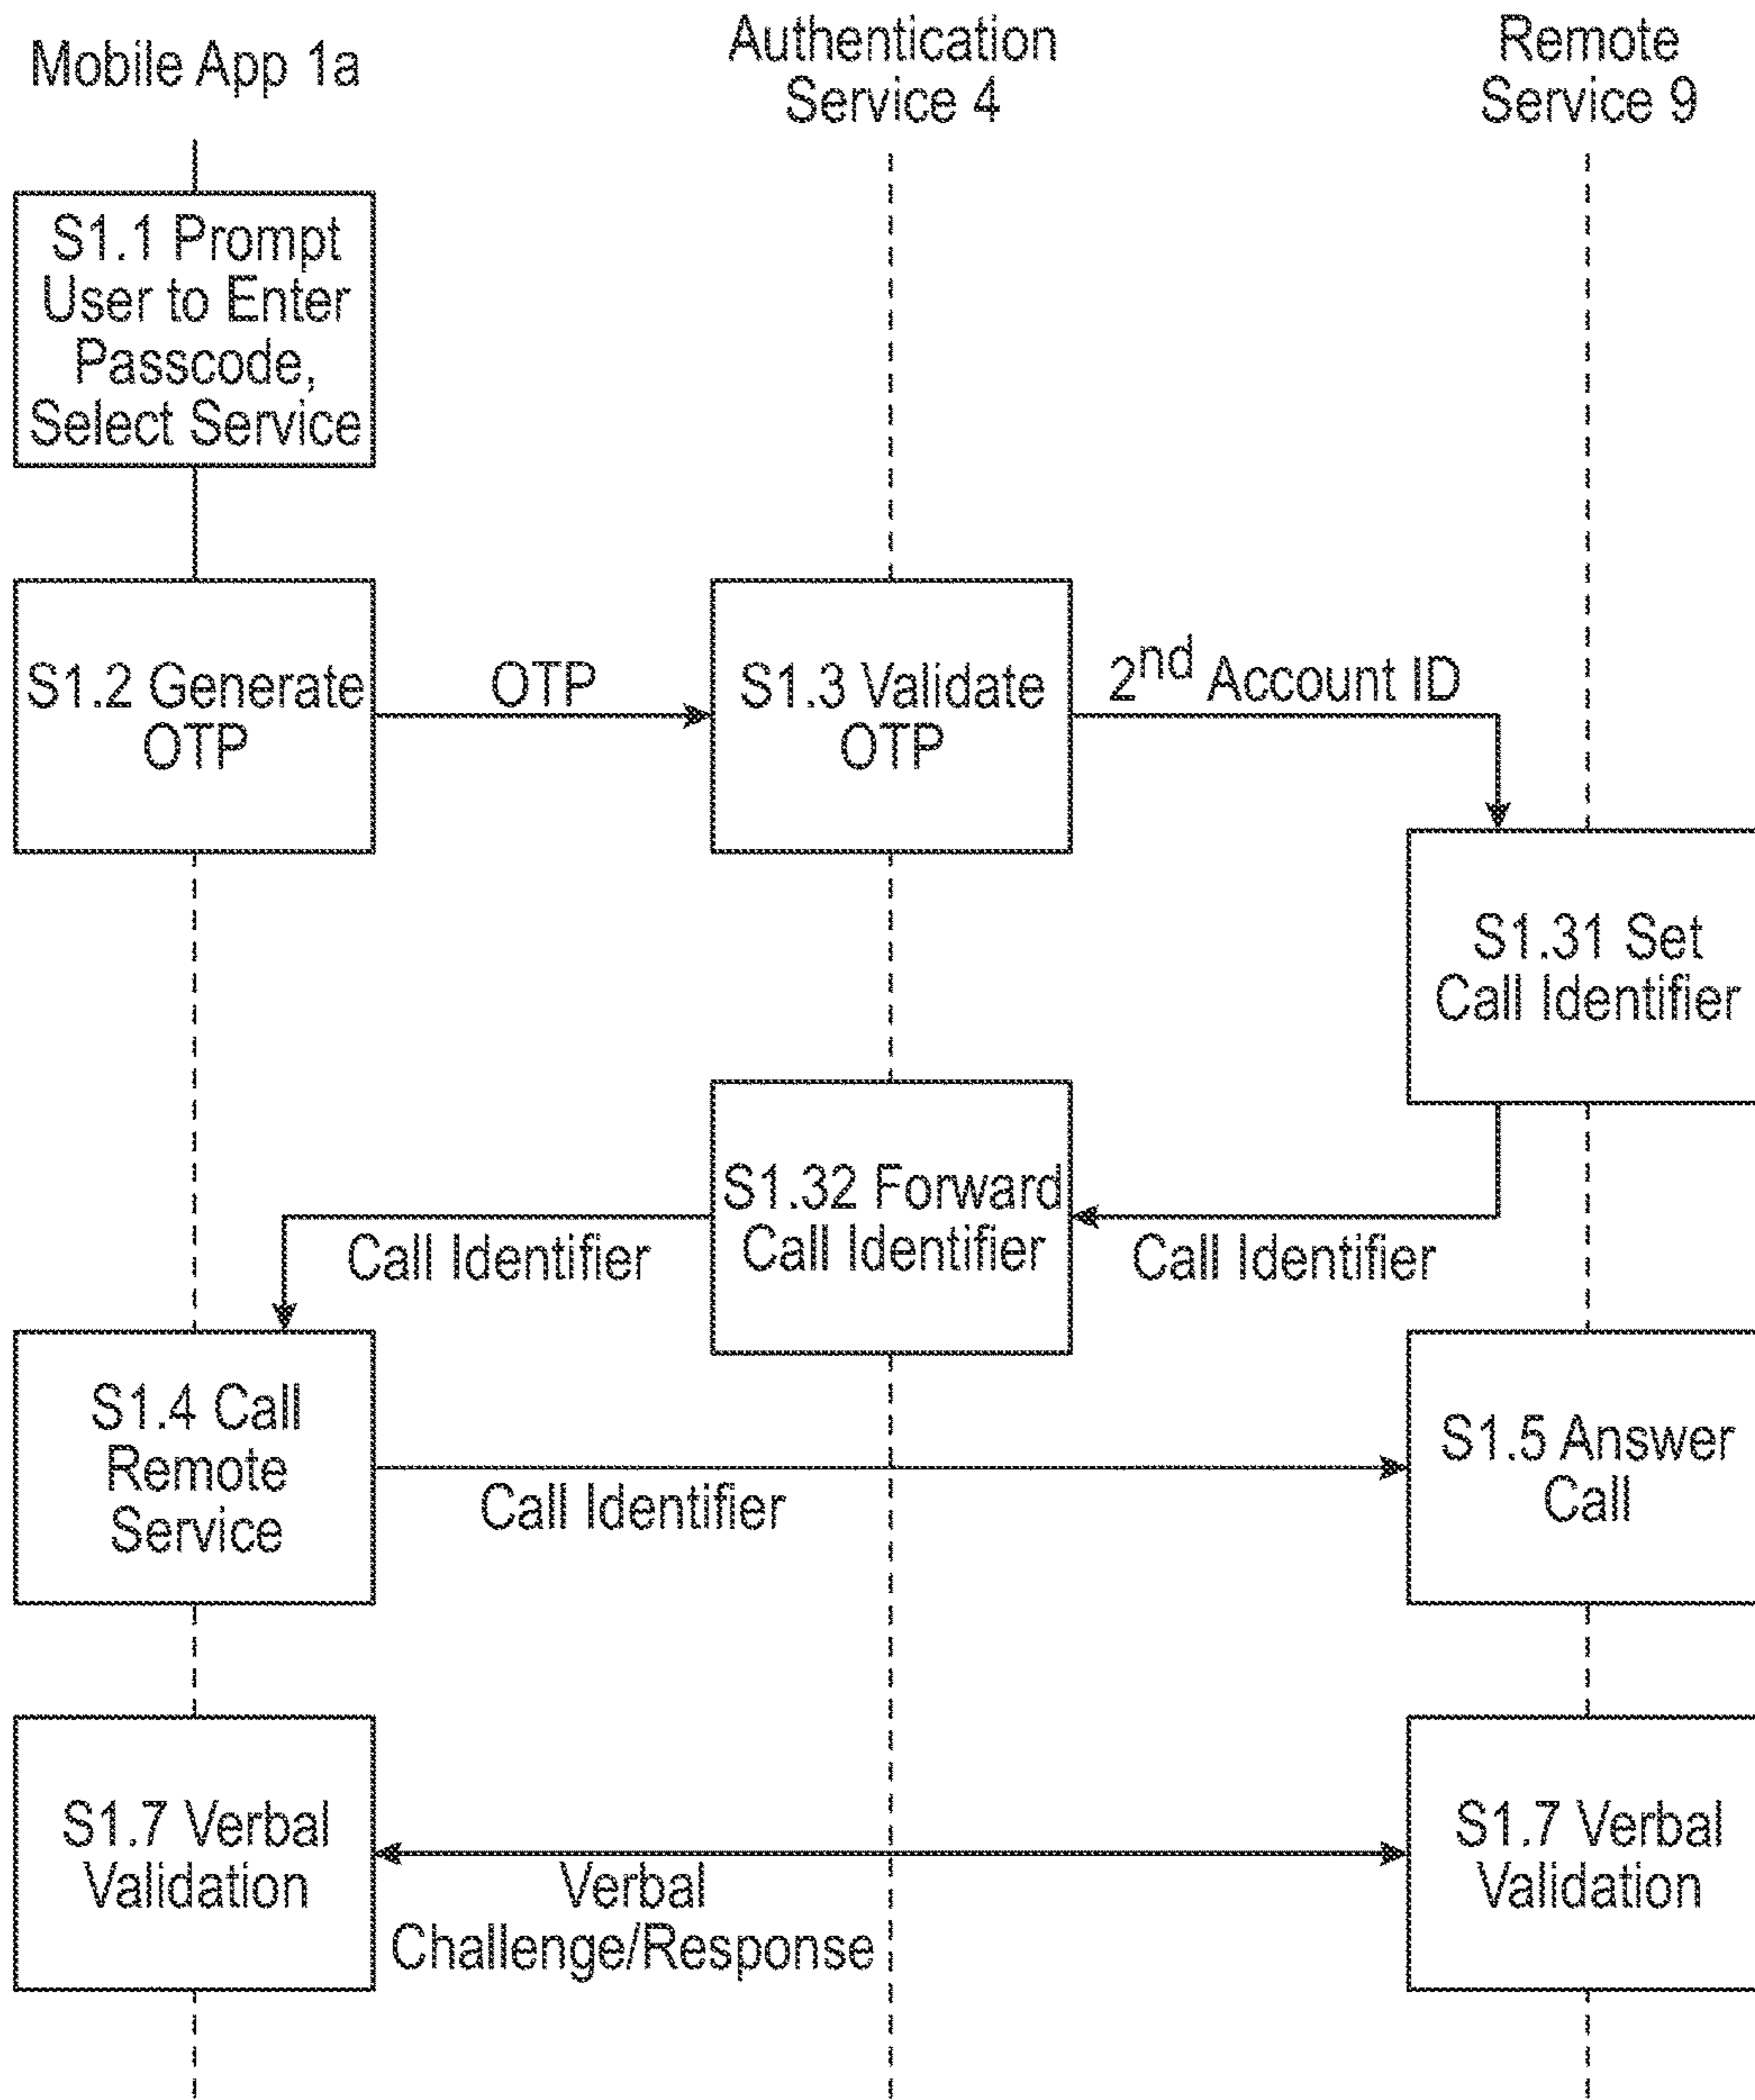 Mobile App 1a
Authentication
Service 4
Remote
Service 9
S1.1 Prompt
User to Enter
Passcode,
Select Service
S1.2 Generate
OTP
OTP
S1.3 Validate
OTP
2nd Account ID
S1.31 Set
Call Identifier
S1.32 Forward
Call Identifier
Call Identifier
Call Identifier
S1.4 Call
Remote
Service
Call Identifier
S1.5 Answer
Call
S1.7 Verbal
Validation
Verbal
Challenge/Response
S1.7 Verbal
Validation